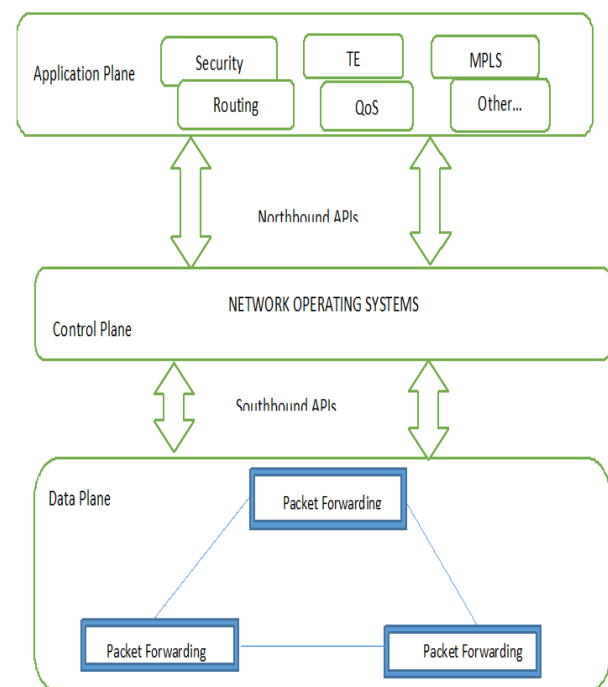 Application Plane
Security
TE
MPLS
Routing
QoS
Other...
Northbound APIs
NETWORK OPERATING SYSTEMS
Control Plane
Southbound APIs
Data Plane
Packet Forwarding
Packet Forwarding
Packet Forwarding